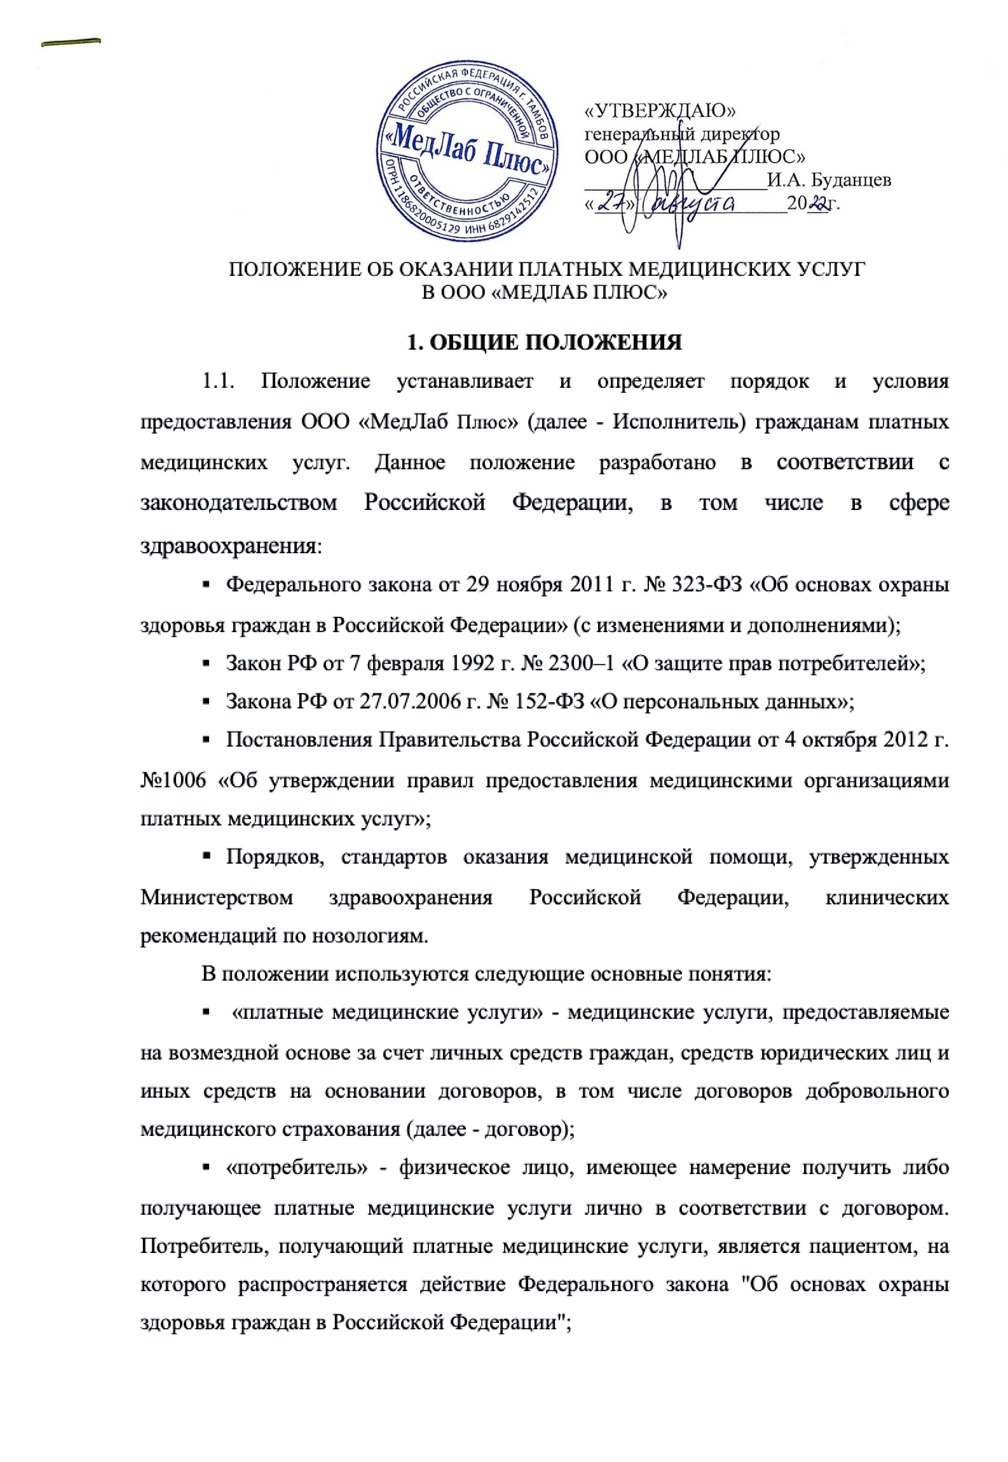 РОССИЙСКАЯ ФЕДЕРАЦИЯ г. ТАМБОВ
ОБЩЕСТВО С ОГРАНИЧЕННОЙ
«МедЛаб Плюс»
ОТВЕТСТВЕННОСТЬЮ
ОГРН 1186820005129 ИНН 6829142512
«УТВЕРЖДАЮ»
генеральный директор
ООО «МЕДЛАБ ПЛЮС»
И.А. Буданцев
«27» августа 2022г.
ПОЛОЖЕНИЕ ОБ ОКАЗАНИИ ПЛАТНЫХ МЕДИЦИНСКИХ УСЛУГ
В ООО «МЕДЛАБ ПЛЮС»
1. ОБЩИЕ ПОЛОЖЕНИЯ
1.1. Положение устанавливает и определяет порядок и условия
предоставления ООО «МедЛаб Плюс» (далее - Исполнитель) гражданам платных
медицинских услуг. Данное положение разработано в соответствии с
законодательством Российской Федерации, в том числе в сфере
здравоохранения:
▪ Федерального закона от 29 ноября 2011 г. № 323-ФЗ «Об основах охраны
здоровья граждан в Российской Федерации» (с изменениями и дополнениями);
▪ Закон РФ от 7 февраля 1992 г. № 2300–1 «О защите прав потребителей»;
▪ Закона РФ от 27.07.2006 г. № 152-ФЗ «О персональных данных»;
▪ Постановления Правительства Российской Федерации от 4 октября 2012 г.
№1006 «Об утверждении правил предоставления медицинскими организациями
платных медицинских услуг»;
▪ Порядков, стандартов оказания медицинской помощи, утвержденных
Министерством здравоохранения Российской Федерации, клинических
рекомендаций по нозологиям.
В положении используются следующие основные понятия:
▪ «платные медицинские услуги» - медицинские услуги, предоставляемые
на возмездной основе за счет личных средств граждан, средств юридических лиц и
иных средств на основании договоров, в том числе договоров добровольного
медицинского страхования (далее - договор);
▪ «потребитель» - физическое лицо, имеющее намерение получить либо
получающее платные медицинские услуги лично в соответствии с договором.
Потребитель, получающий платные медицинские услуги, является пациентом, на
которого распространяется действие Федерального закона "Об основах охраны
здоровья граждан в Российской Федерации";